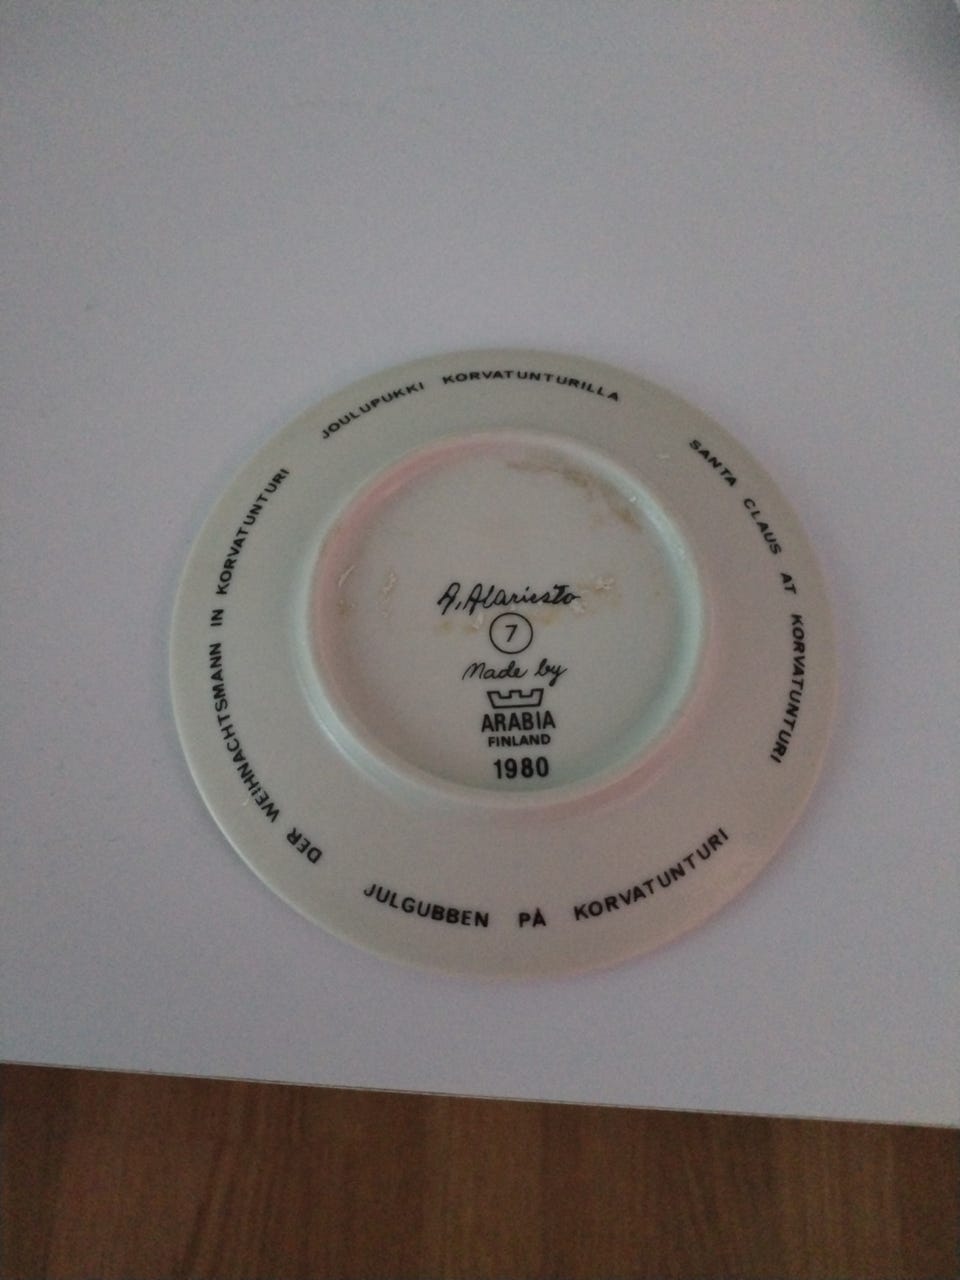 JOULUPUKKI KORVATUNTURILLA
SANTA CLAUS AT KORVATUNTURI
JULGUBBEN PÅ KORVATUNTURI
DER WEIHNACHTSMANN IN KORVATUNTURI
A. Alariesto
7
Made by
ARABIA
FINLAND
1980